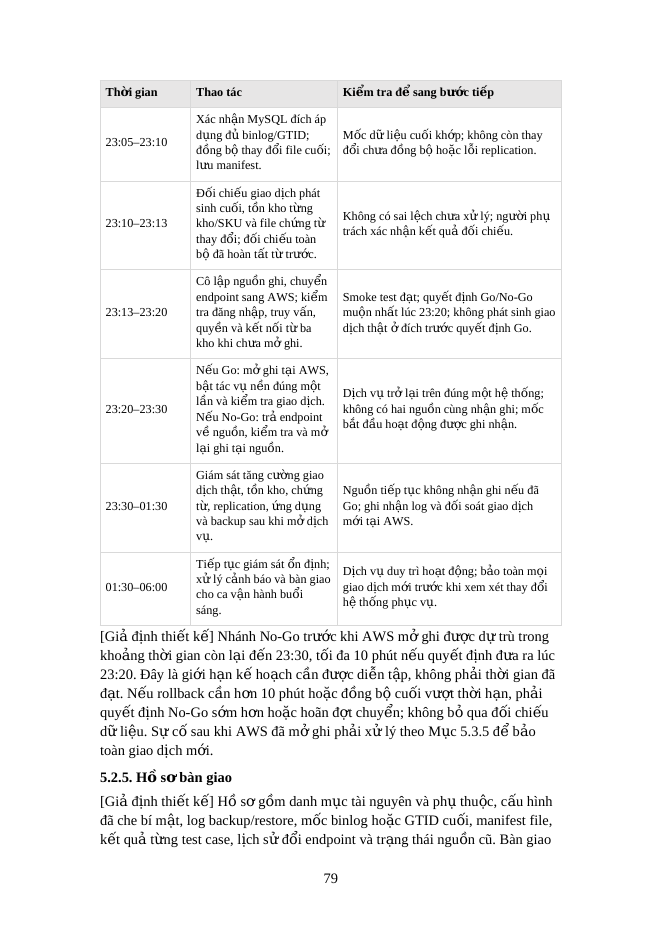 Thời gian Thao tác Kiểm tra để sang bước tiếp
23:05–23:10
Xác nhận MySQL đích áp
dụng đủ binlog/GTID;
đồng bộ thay đổi file cuối;
lưu manifest.
Mốc dữ liệu cuối khớp; không còn thay
đổi chưa đồng bộ hoặc lỗi replication.
23:10–23:13
Đối chiếu giao dịch phát
sinh cuối, tồn kho từng
kho/SKU và file chứng từ
thay đổi; đối chiếu toàn
bộ đã hoàn tất từ trước.
Không có sai lệch chưa xử lý; người phụ
trách xác nhận kết quả đối chiếu.
23:13–23:20
Cô lập nguồn ghi, chuyển
endpoint sang AWS; kiểm
tra đăng nhập, truy vấn,
quyền và kết nối từ ba
kho khi chưa mở ghi.
Smoke test đạt; quyết định Go/No-Go
muộn nhất lúc 23:20; không phát sinh giao
dịch thật ở đích trước quyết định Go.
23:20–23:30
Nếu Go: mở ghi tại AWS,
bật tác vụ nền đúng một
lần và kiểm tra giao dịch.
Nếu No-Go: trả endpoint
về nguồn, kiểm tra và mở
lại ghi tại nguồn.
Dịch vụ trở lại trên đúng một hệ thống;
không có hai nguồn cùng nhận ghi; mốc
bắt đầu hoạt động được ghi nhận.
23:30–01:30
Giám sát tăng cường giao
dịch thật, tồn kho, chứng
từ, replication, ứng dụng
và backup sau khi mở dịch
vụ.
Nguồn tiếp tục không nhận ghi nếu đã
Go; ghi nhận log và đối soát giao dịch
mới tại AWS.
01:30–06:00
Tiếp tục giám sát ổn định;
xử lý cảnh báo và bàn giao
cho ca vận hành buổi
sáng.
Dịch vụ duy trì hoạt động; bảo toàn mọi
giao dịch mới trước khi xem xét thay đổi
hệ thống phục vụ.
[Giả định thiết kế] Nhánh No-Go trước khi AWS mở ghi được dự trù trong
khoảng thời gian còn lại đến 23:30, tối đa 10 phút nếu quyết định đưa ra lúc
23:20. Đây là giới hạn kế hoạch cần được diễn tập, không phải thời gian đã
đạt. Nếu rollback cần hơn 10 phút hoặc đồng bộ cuối vượt thời hạn, phải
quyết định No-Go sớm hơn hoặc hoãn đợt chuyển; không bỏ qua đối chiếu
dữ liệu. Sự cố sau khi AWS đã mở ghi phải xử lý theo Mục 5.3.5 để bảo
toàn giao dịch mới.
5.2.5. Hồ sơ bàn giao
[Giả định thiết kế] Hồ sơ gồm danh mục tài nguyên và phụ thuộc, cấu hình
đã che bí mật, log backup/restore, mốc binlog hoặc GTID cuối, manifest file,
kết quả từng test case, lịch sử đổi endpoint và trạng thái nguồn cũ. Bàn giao
79